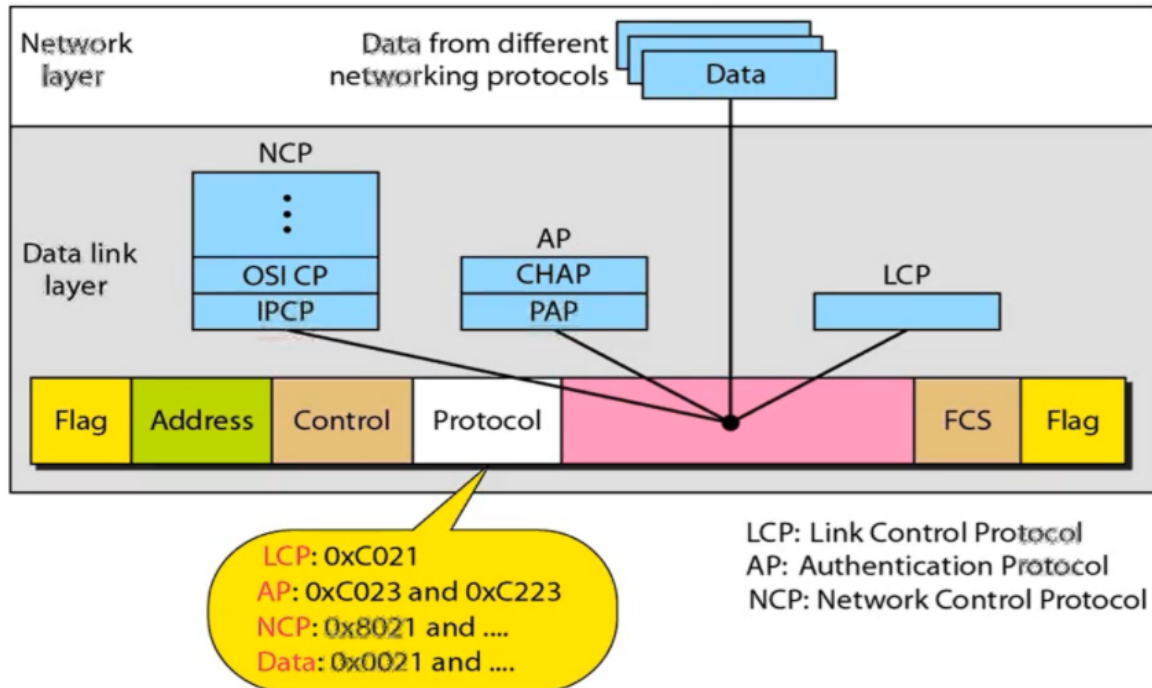 Network
layer
Data from different
networking protocols
Data
NCP
OSI CP
IPCP
Data link
layer
AP
CHAP
PAP
LCP
Flag Address Control Protocol FCS Flag
LCP: 0xC021
AP: 0xC023 and 0xC223
NCP: 0x8021 and ....
Data: 0x0021 and ....
LCP: Link Control Protocol
AP: Authentication Protocol
NCP: Network Control Protocol